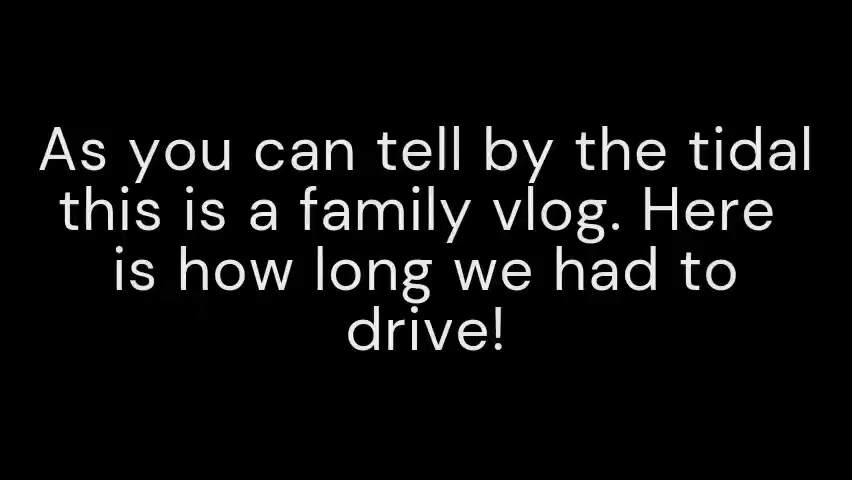 As you can tell by the tidal
this is a family vlog. Here
is how long we had to
drive!